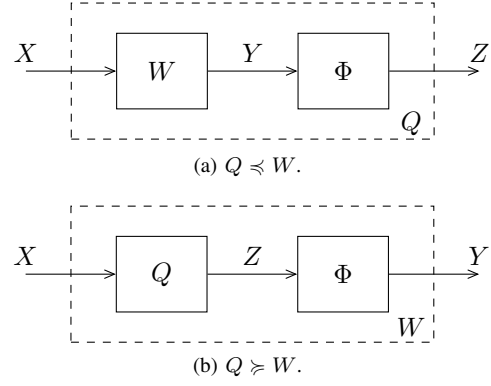 X W Y Φ Z
Q
(a) Q ≼ W.
X Q Z Φ Y
W
(b) Q ≽ W.